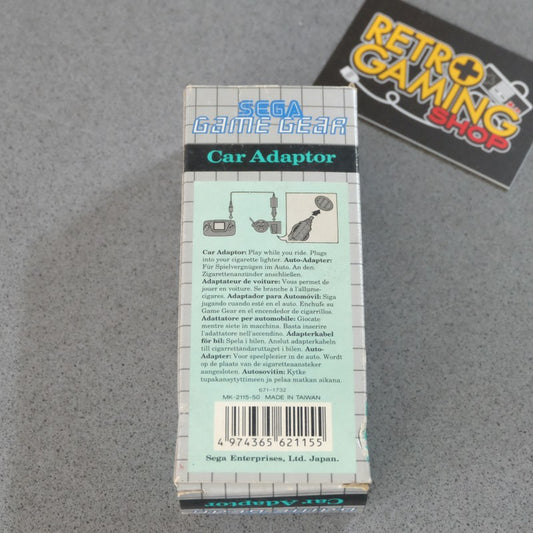 RETRO
GAMING
SHOP
SEGA
GAME GEAR
Car Adaptor
Car Adaptor: Play while you ride. Plugs
into your cigarette lighter. Auto-Adapter:
Für Spielvergnügen im Auto. An den
Zigarettenanzünder anschließen.
Adaptateur de voiture: Vous permet de
jouer en voiture. Se branche à l'allume-
cigares. Adaptador para Automóvil: Siga
jugando cuando esté en el auto. Enchufe su
Game Gear en el encendedor de cigarrillos.
Adattatore per automobile: Giocate
mentre siete in macchina. Basta inserire
l'adattatore nell'accendino. Adapterkabel
för bil: Spela i bilen. Anslut adapterkabeln
till cigarrettändaruttaget i bilen. Auto-
Adapter: Voor speelplezier in de auto. Wordt
op de plaats van de sigaretteaansteker
aangesloten. Autosovitin: Kytke
tupakansytyttimeen ja pelaa matkan aikana.
671-1732
MK-2115-50 MADE IN TAIWAN
4 974365 621155
Sega Enterprises, Ltd. Japan.
Car Adaptor
GAME GEAR